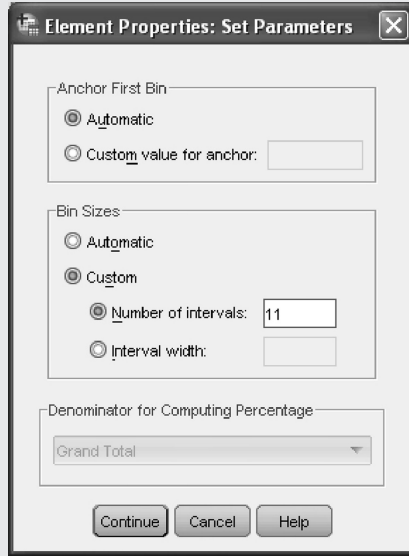 Element Properties: Set Parameters
Anchor First Bin
Automatic
Custom value for anchor:
Bin Sizes
Automatic
Custom
Number of intervals: 11
Interval width:
Denominator for Computing Percentage
Grand Total
Continue Cancel Help